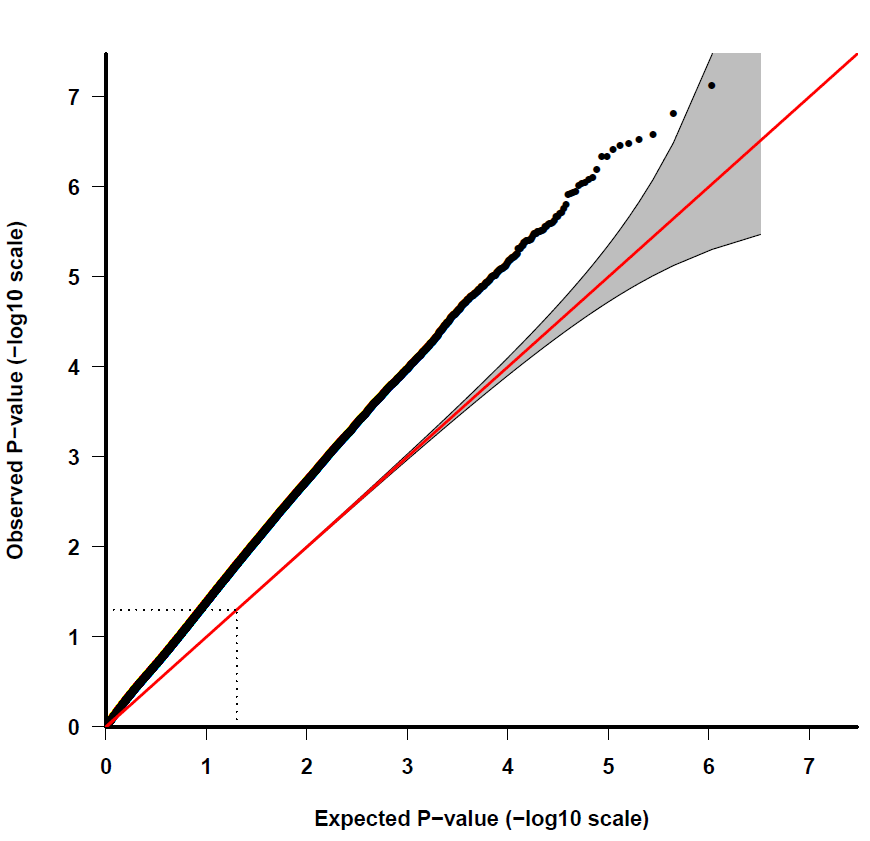 Observed P−value (−log10 scale)
7
6
5
4
3
2
1
0
0 1 2 3 4 5 6 7
Expected P−value (−log10 scale)